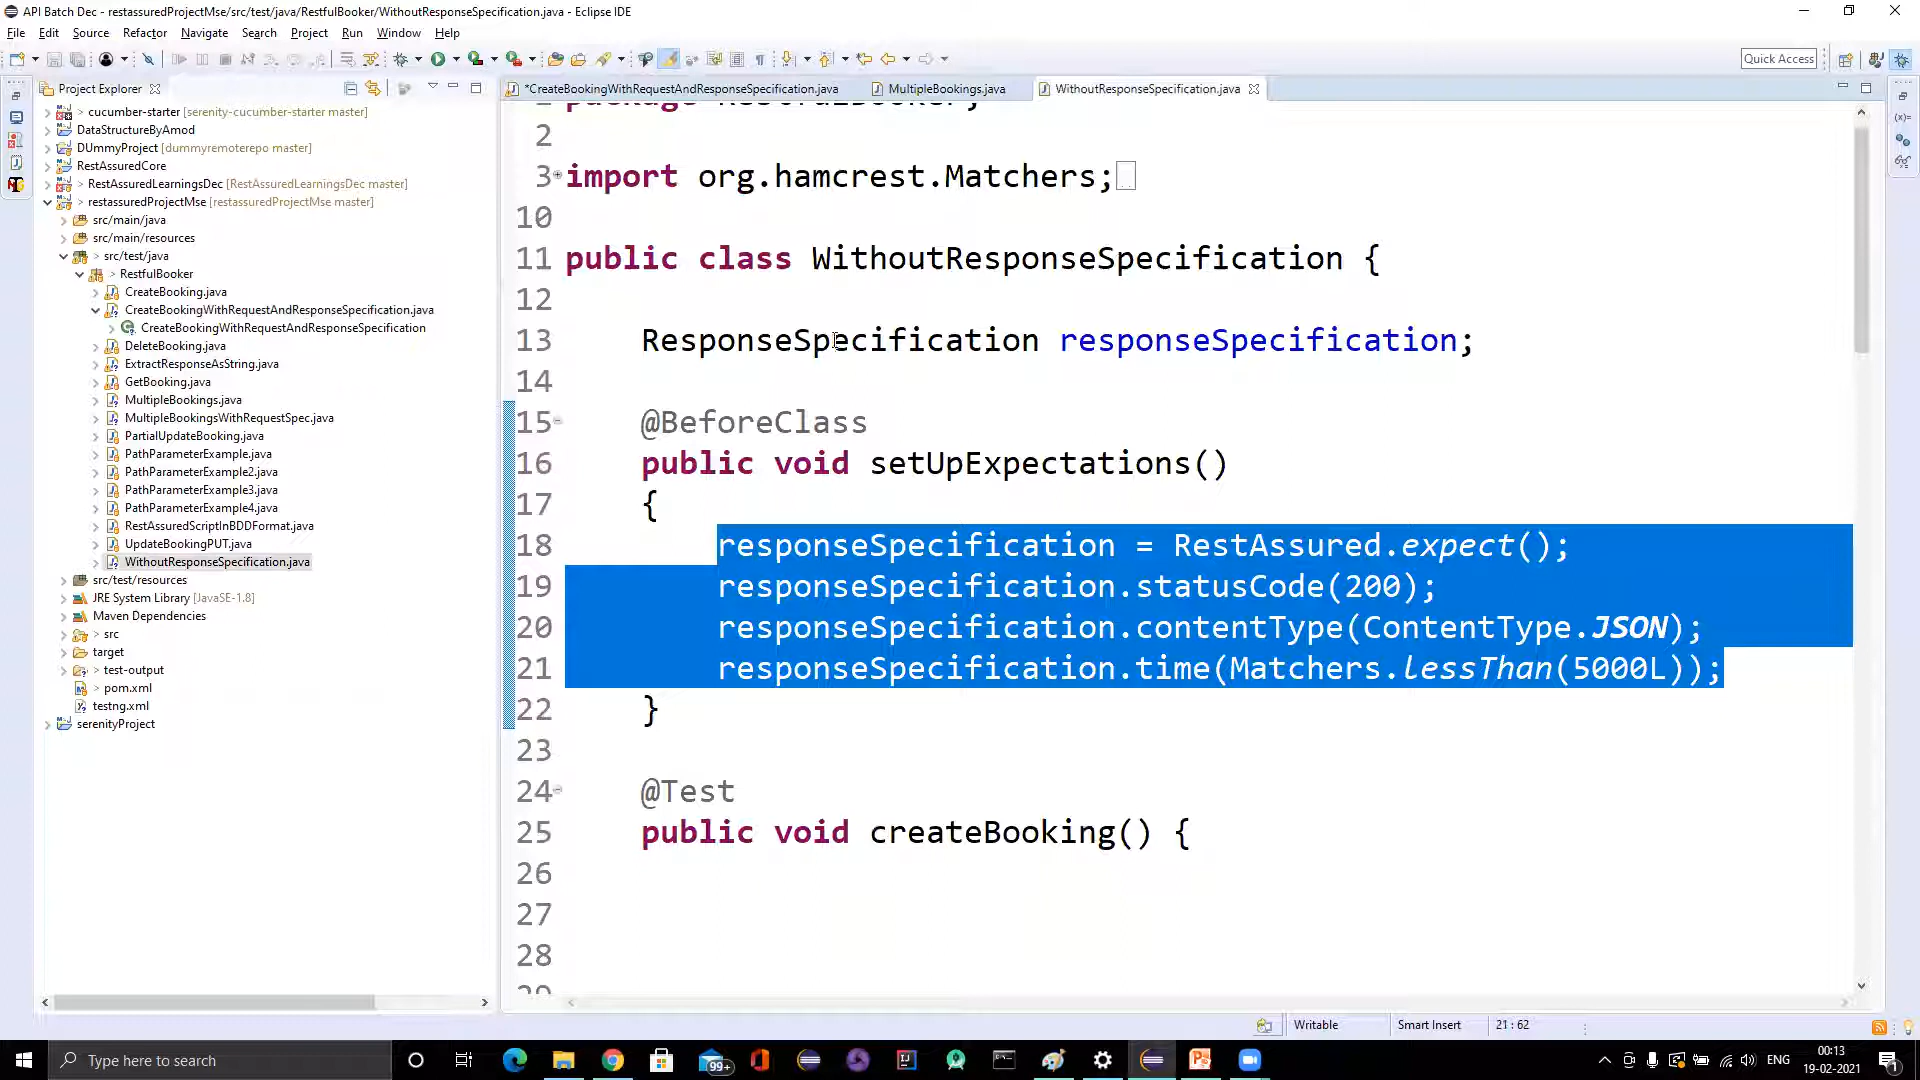 API Batch Dec - restassuredProjectMse/src/test/java/RestfulBooker/WithoutResponseSpecification.java - Eclipse IDE
File Edit Source Refactor Navigate Search Project Run Window Help
Quick Access
Project Explorer
*CreateBookingWithRequestAndResponseSpecification.java
MultipleBookings.java
WithoutResponseSpecification.java
> cucumber-starter [serenity-cucumber-starter master]
DataStructureByAmod
DUmmyProject [dummyremoterepo master]
RestAssuredCore
> RestAssuredLearningsDec [RestAssuredLearningsDec master]
> restassuredProjectMse [restassuredProjectMse master]
src/main/java
src/main/resources
> src/test/java
> RestfulBooker
CreateBooking.java
CreateBookingWithRequestAndResponseSpecification.java
CreateBookingWithRequestAndResponseSpecification
DeleteBooking.java
ExtractResponseAsString.java
GetBooking.java
MultipleBookings.java
MultipleBookingsWithRequestSpec.java
PartialUpdateBooking.java
PathParameterExample.java
PathParameterExample2.java
PathParameterExample3.java
PathParameterExample4.java
RestAssuredScriptInBDDFormat.java
UpdateBookingPUT.java
WithoutResponseSpecification.java
src/test/resources
JRE System Library [JavaSE-1.8]
Maven Dependencies
> src
target
> test-output
pom.xml
testng.xml
serenityProject
package RestfulBooker;
2
3 import org.hamcrest.Matchers;
10
11 public class WithoutResponseSpecification {
12
13 ResponseSpecification responseSpecification;
14
15 @BeforeClass
16 public void setUpExpectations()
17 {
18 responseSpecification = RestAssured.expect();
19 responseSpecification.statusCode(200);
20 responseSpecification.contentType(ContentType.JSON);
21 responseSpecification.time(Matchers.lessThan(5000L));
22 }
23
24 @Test
25 public void createBooking() {
26
27
28
29
Writable Smart Insert 21 : 62
Type here to search
99+
ENG
00:13
19-02-2021
1